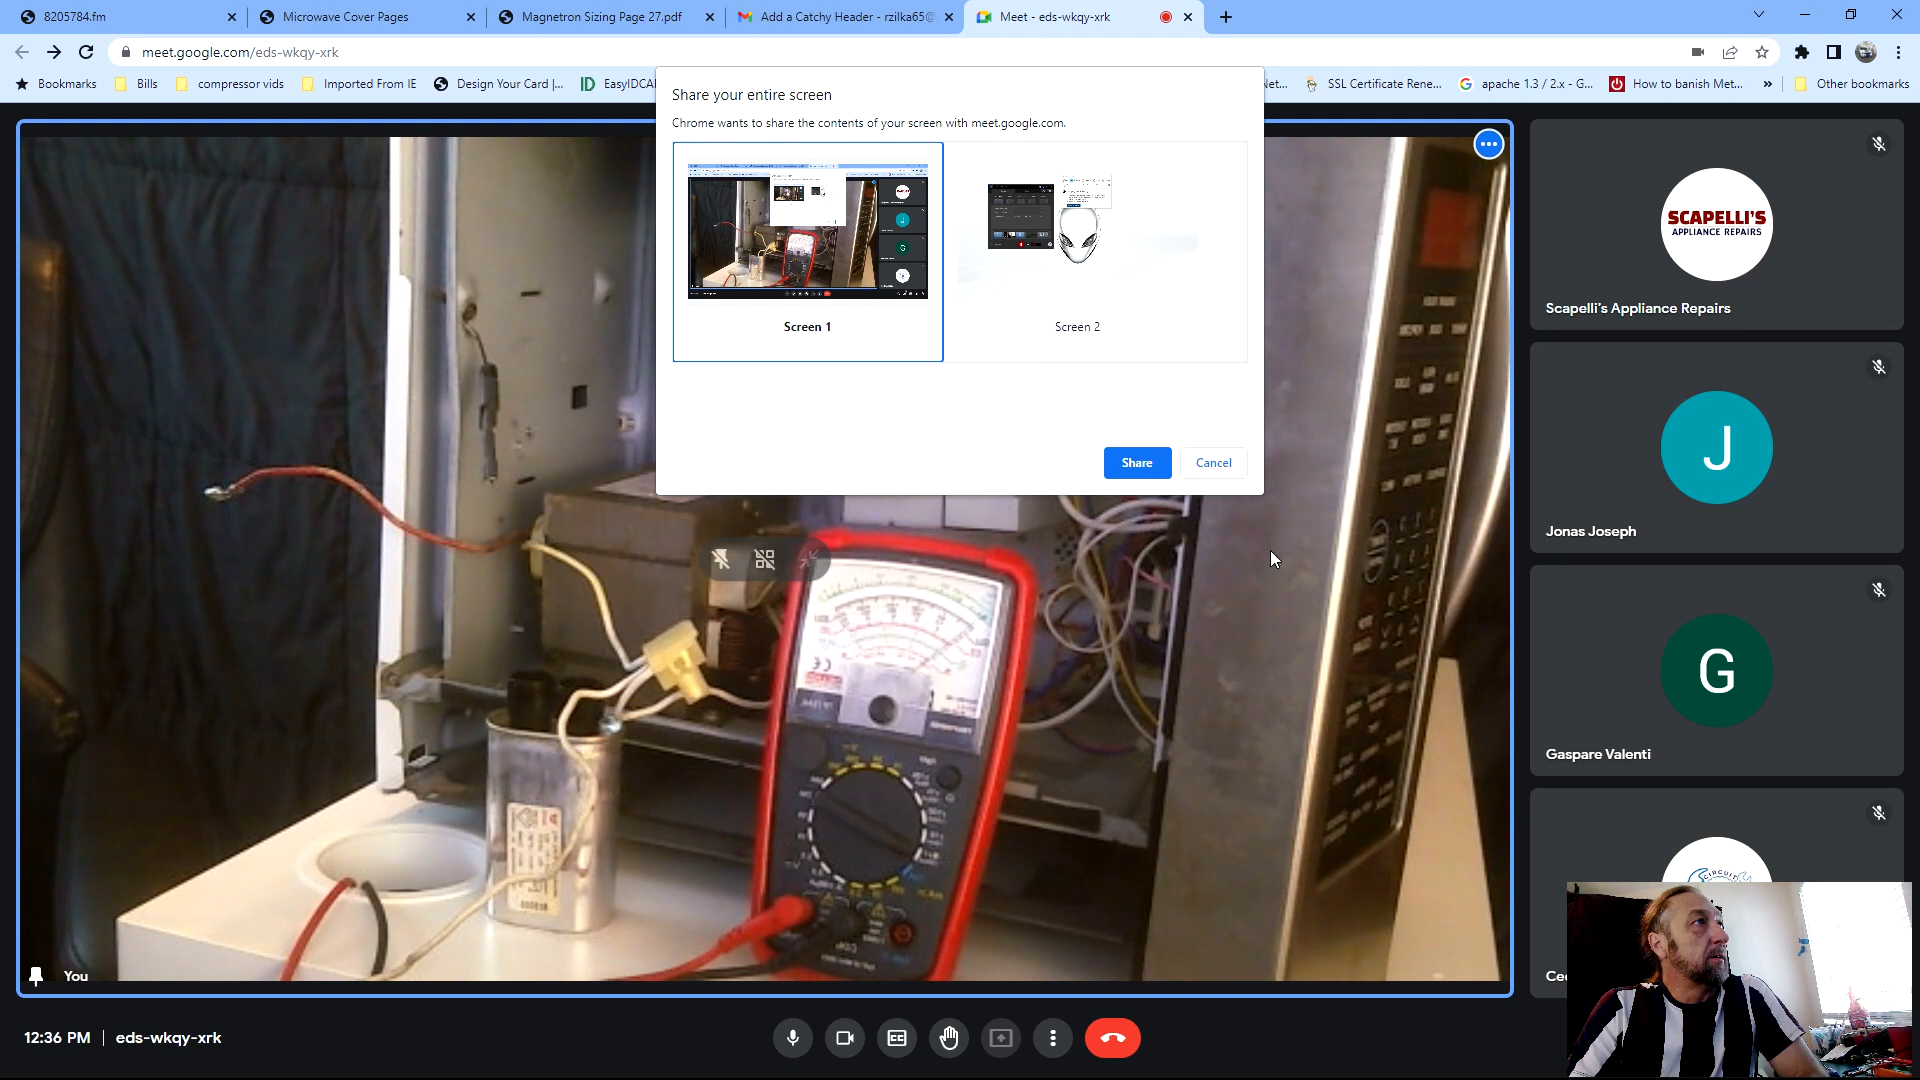 8205784.fm
Microwave Cover Pages
Magnetron Sizing Page 27.pdf
Add a Catchy Header - rzilka65@
Meet - eds-wkqy-xrk
meet.google.com/eds-wkqy-xrk
Bookmarks
Bills
compressor vids
Imported From IE
Design Your Card |...
EasyIDCA
Net...
SSL Certificate Rene...
apache 1.3 / 2.x - G...
How to banish Met...
»
Other bookmarks
Share your entire screen
Chrome wants to share the contents of your screen with meet.google.com.
Screen 1
Screen 2
Share
Cancel
SCAPELLI'S
APPLIANCE REPAIRS
Scapelli's Appliance Repairs
J
Jonas Joseph
G
Gaspare Valenti
CIRCUIT
Ce
You
12:36 PM | eds-wkqy-xrk